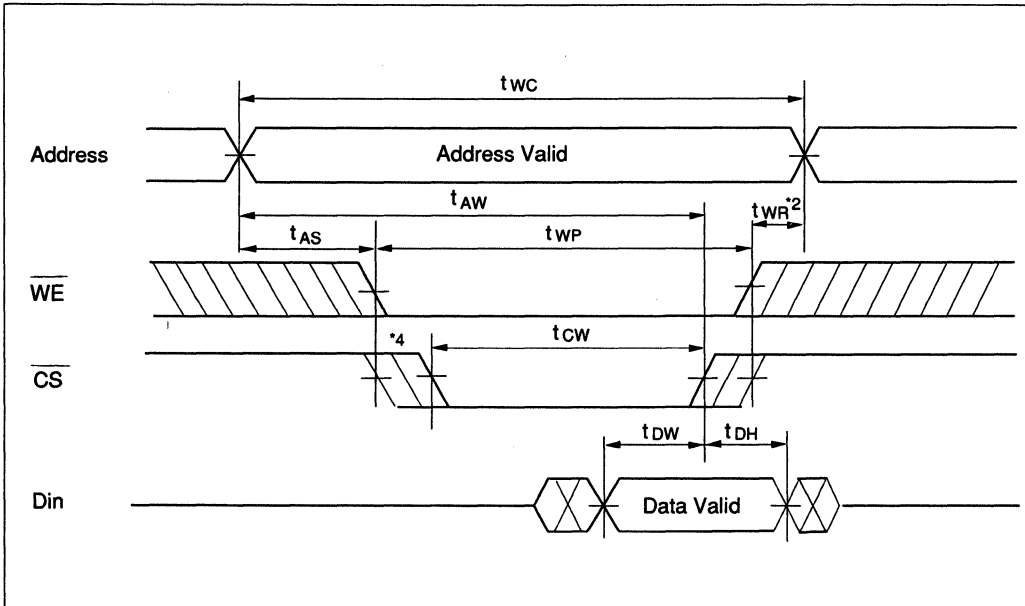 t WC
Address
Address Valid
t AW
t WR*2
t AS
t WP
WE
*4
t CW
CS
t DW
t DH
Din
Data Valid